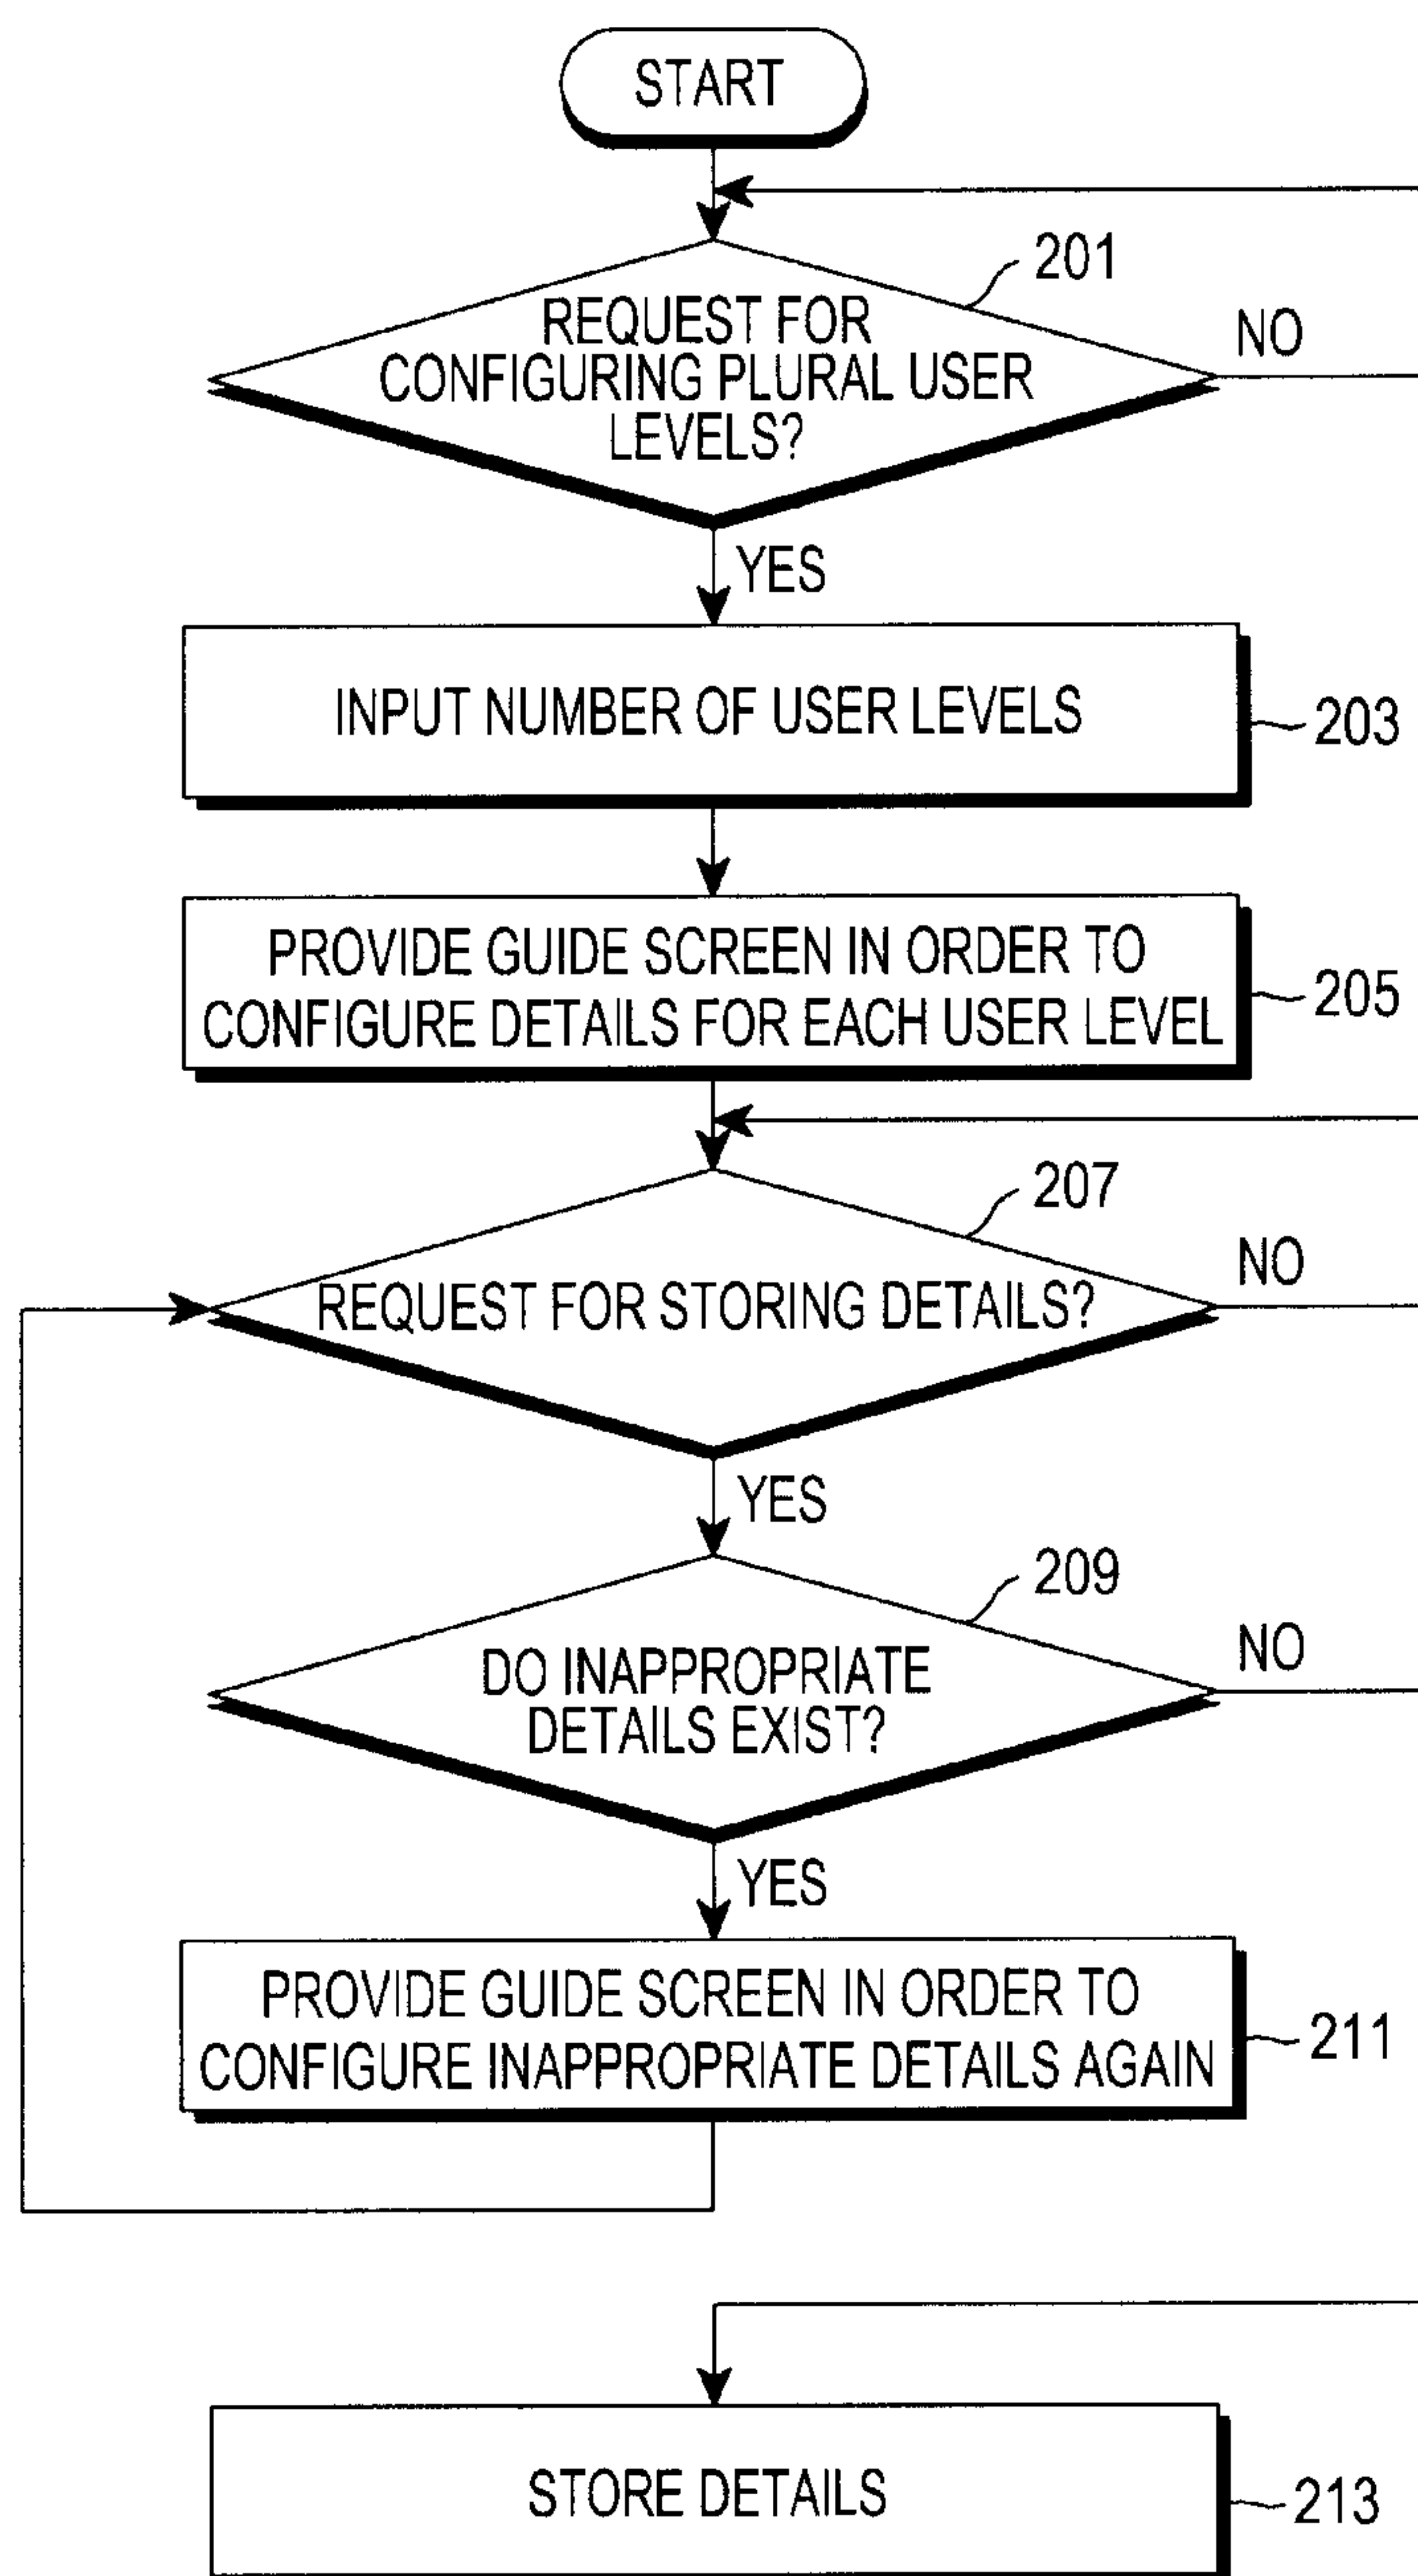 START
201
REQUEST FOR
CONFIGURING PLURAL USER
LEVELS?
NO
YES
INPUT NUMBER OF USER LEVELS
203
PROVIDE GUIDE SCREEN IN ORDER TO
CONFIGURE DETAILS FOR EACH USER LEVEL
205
207
REQUEST FOR STORING DETAILS?
NO
YES
209
DO INAPPROPRIATE
DETAILS EXIST?
NO
YES
PROVIDE GUIDE SCREEN IN ORDER TO
CONFIGURE INAPPROPRIATE DETAILS AGAIN
211
STORE DETAILS
213